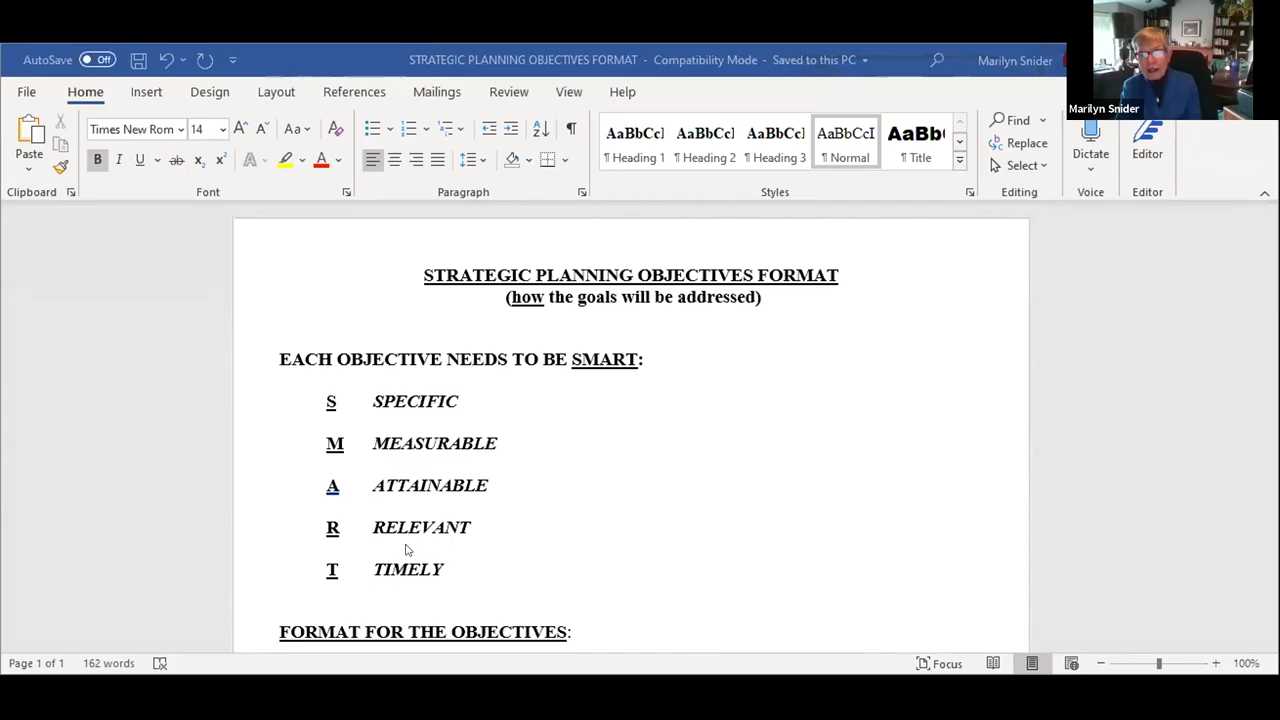 AutoSave Off
STRATEGIC PLANNING OBJECTIVES FORMAT - Compatibility Mode - Saved to this PC
Marilyn Snider
Marilyn Snider
File Home Insert Design Layout References Mailings Review View Help
Times New Rom 14
Paste
Clipboard
Font
Paragraph
AaBbCcI AaBbCcI AaBbCcI AaBbCcI AaBb(
¶ Heading 1 ¶ Heading 2 ¶ Heading 3 ¶ Normal ¶ Title
Styles
Find
Replace
Select
Editing
Dictate
Voice
Editor
Editor
STRATEGIC PLANNING OBJECTIVES FORMAT
(how the goals will be addressed)
EACH OBJECTIVE NEEDS TO BE SMART:
S SPECIFIC
M MEASURABLE
A ATTAINABLE
R RELEVANT
T TIMELY
FORMAT FOR THE OBJECTIVES:
Page 1 of 1 162 words
Focus
100%